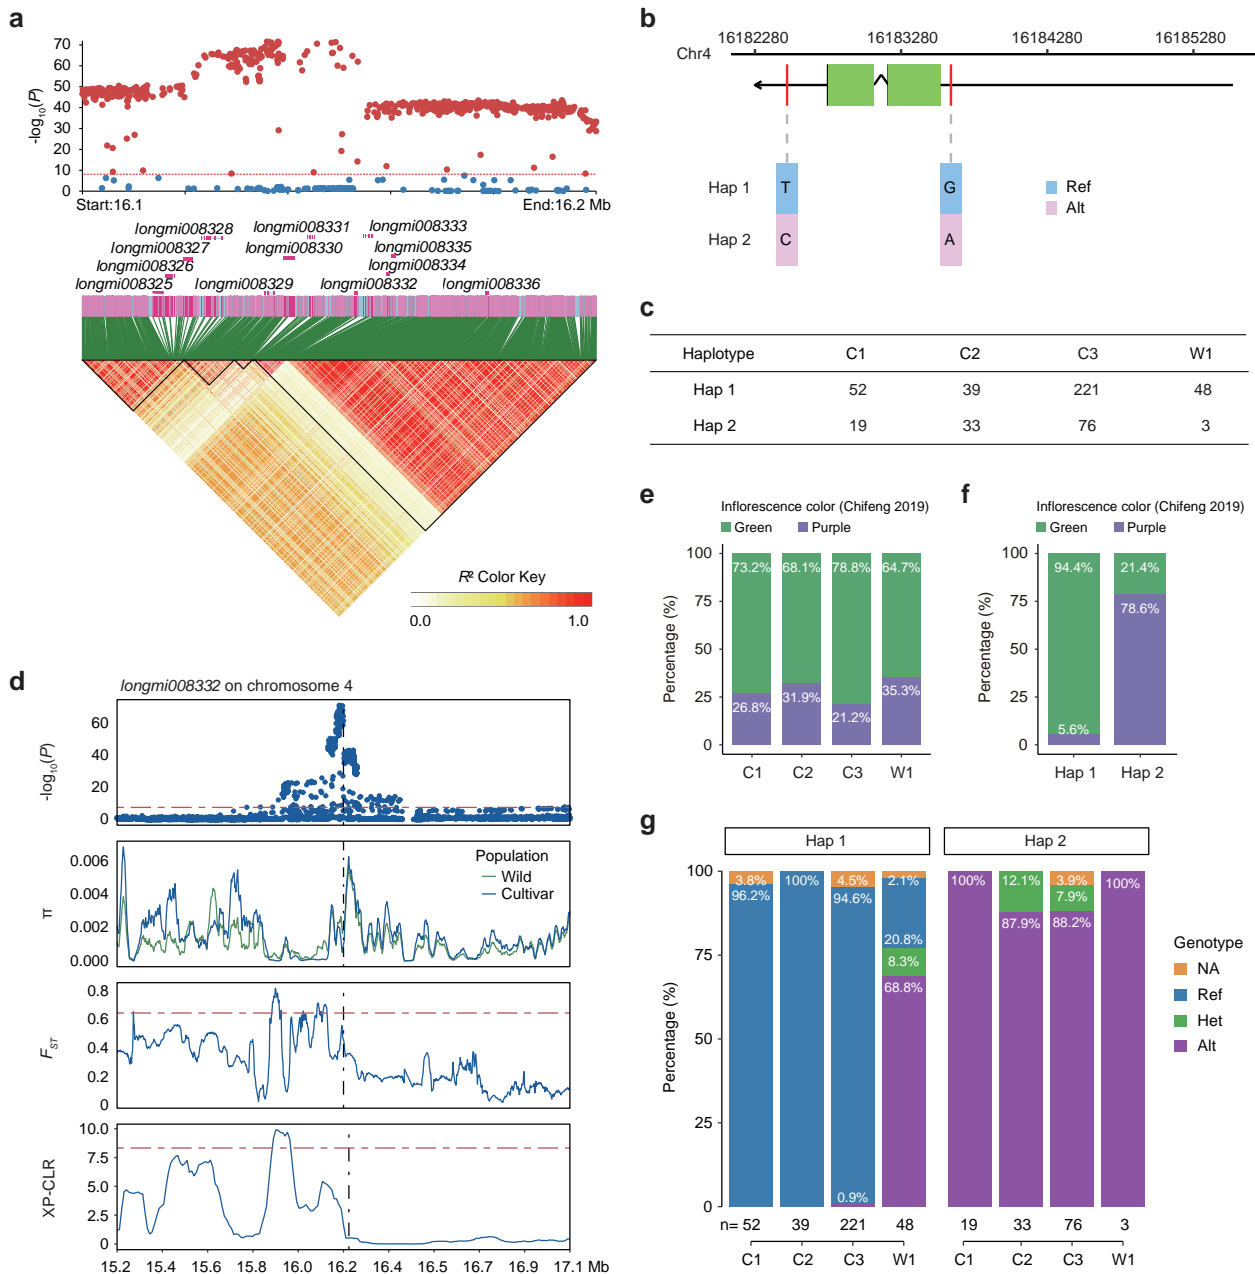 a
70
60
50
40
30
20
10
0
-log10(P)
Start:16.1
End:16.2 Mb
longmi008328
longmi008331
longmi008333
longmi008327
longmi008330
longmi008335
longmi008326
longmi008334
longmi008325
longmi008329
longmi008332
longmi008336
R² Color Key
0.0
1.0
b
16182280
16183280
16184280
16185280
Chr4
Hap 1
T
G
Hap 2
C
A
Ref
Alt
c
Haplotype C1 C2 C3 W1
Hap 1 52 39 221 48
Hap 2 19 33 76 3
d
longmi008332 on chromosome 4
60
40
20
0
-log10(P)
Population
Wild
Cultivar
0.006
0.004
0.002
0.000
π
0.8
0.6
0.4
0.2
0
FST
10.0
7.5
5.0
2.5
0
XP-CLR
15.2 15.4 15.6 15.8 16.0 16.2 16.4 16.5 16.7 16.9 17.1 Mb
e
Inflorescence color (Chifeng 2019)
Green Purple
100
75
50
25
0
Percentage (%)
73.2% 68.1% 78.8% 64.7%
26.8% 31.9% 21.2% 35.3%
C1 C2 C3 W1
f
Inflorescence color (Chifeng 2019)
Green Purple
100
75
50
25
0
Percentage (%)
94.4% 21.4%
78.6%
5.6%
Hap 1 Hap 2
g
Hap 1
Hap 2
100
75
50
25
0
Percentage (%)
3.8% 100% 4.5% 2.1%
96.2% 94.6%
20.8%
8.3%
68.8%
0.9%
100% 12.1% 3.9% 100%
7.9%
87.9% 88.2%
n= 52 39 221 48 19 33 76 3
C1 C2 C3 W1 C1 C2 C3 W1
Genotype
NA
Ref
Het
Alt